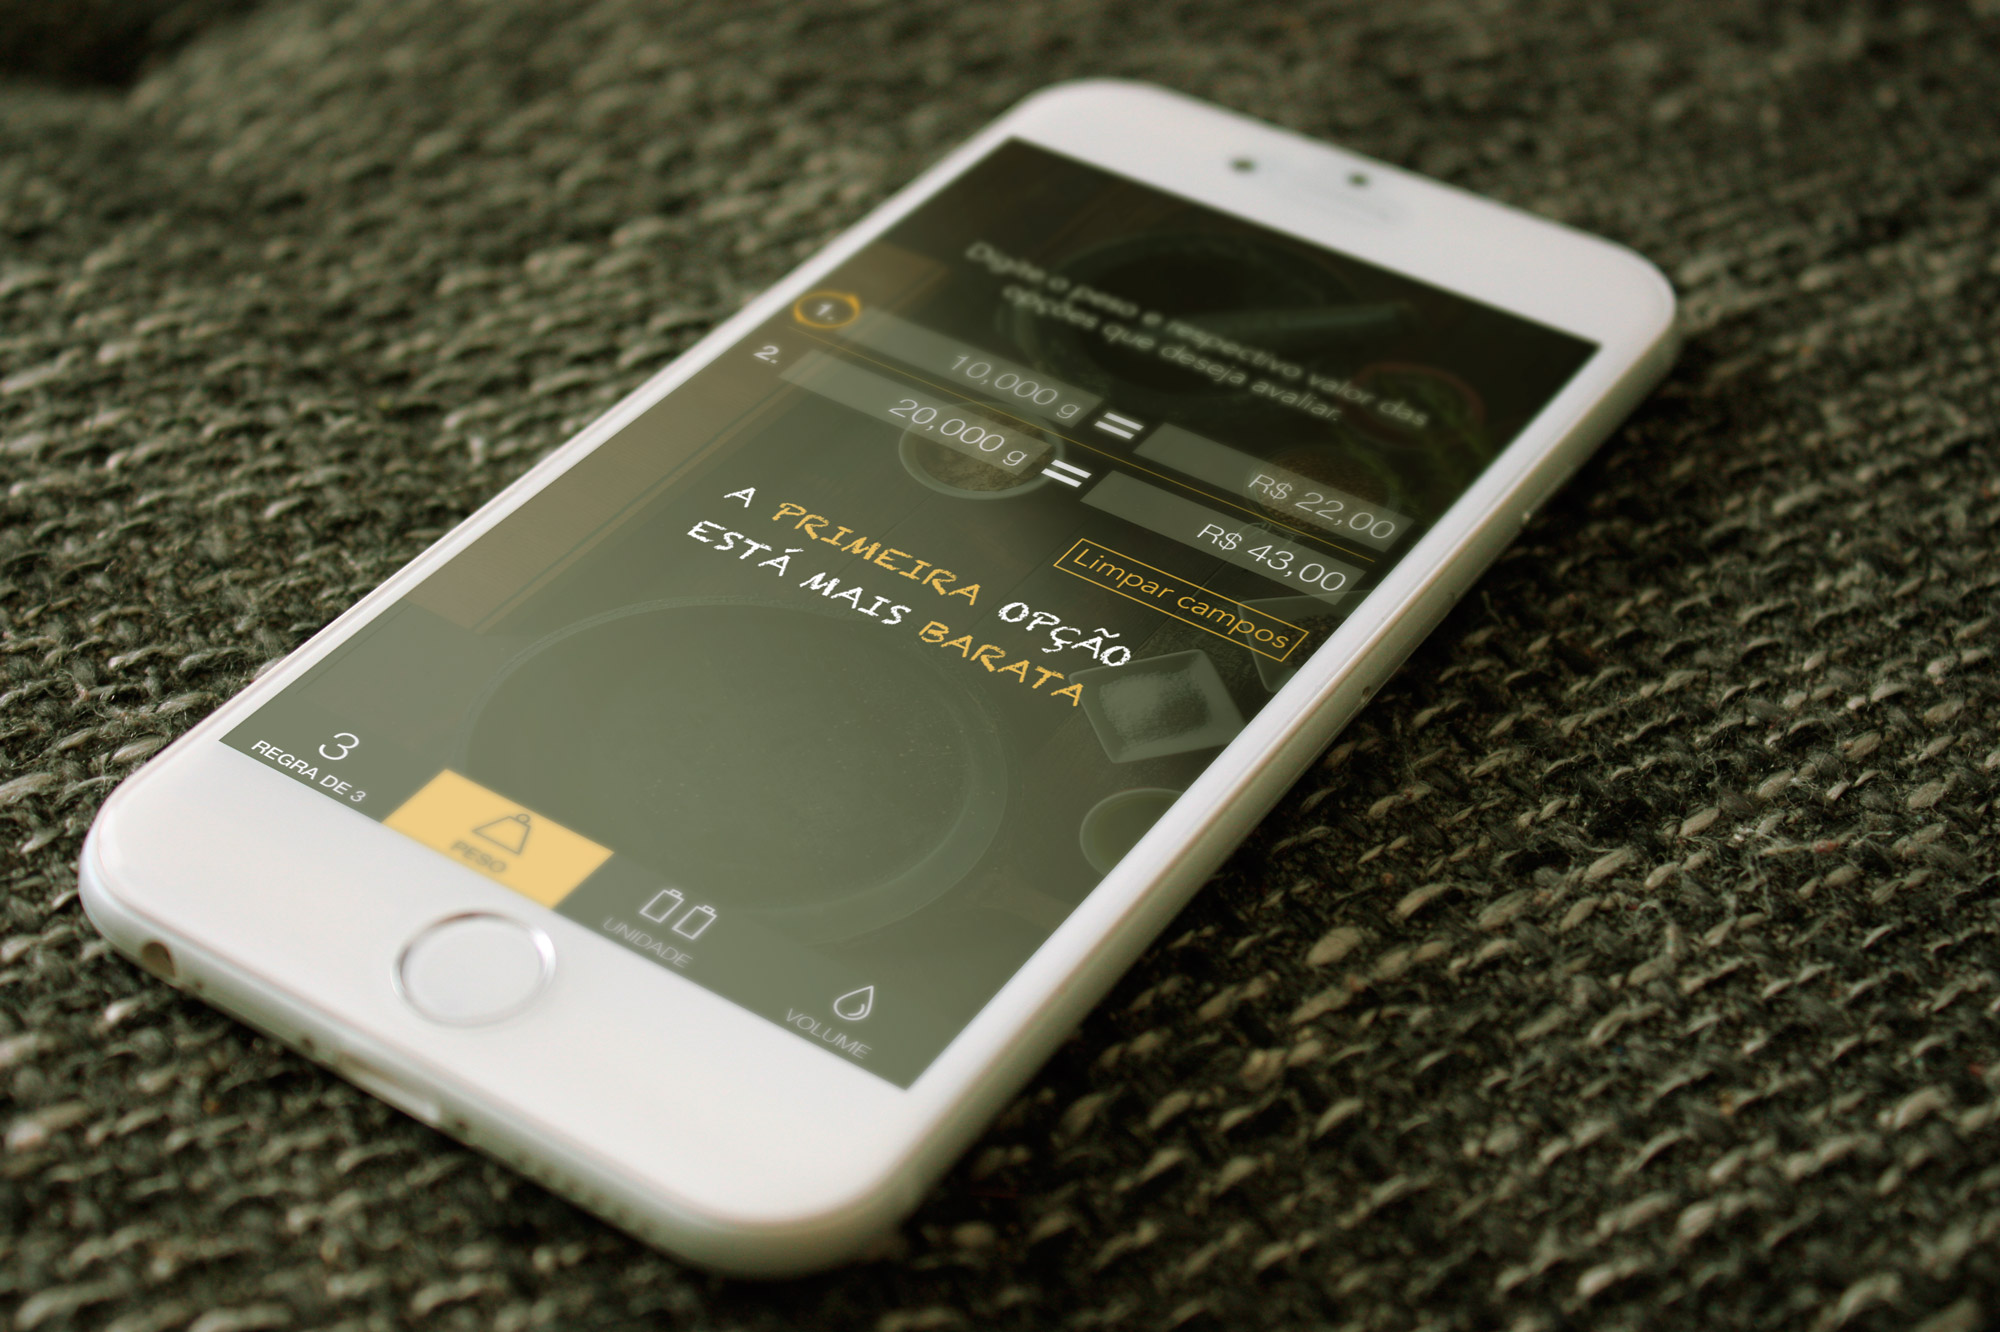 Digite o peso e respectivo valor das
opções que deseja avaliar.
1. 10,000 g = R$ 22,00
2. 20,000 g = R$ 43,00
Limpar campos
A PRIMEIRA OPÇÃO
ESTÁ MAIS BARATA
3
REGRA DE 3
PESO
UNIDADE
VOLUME